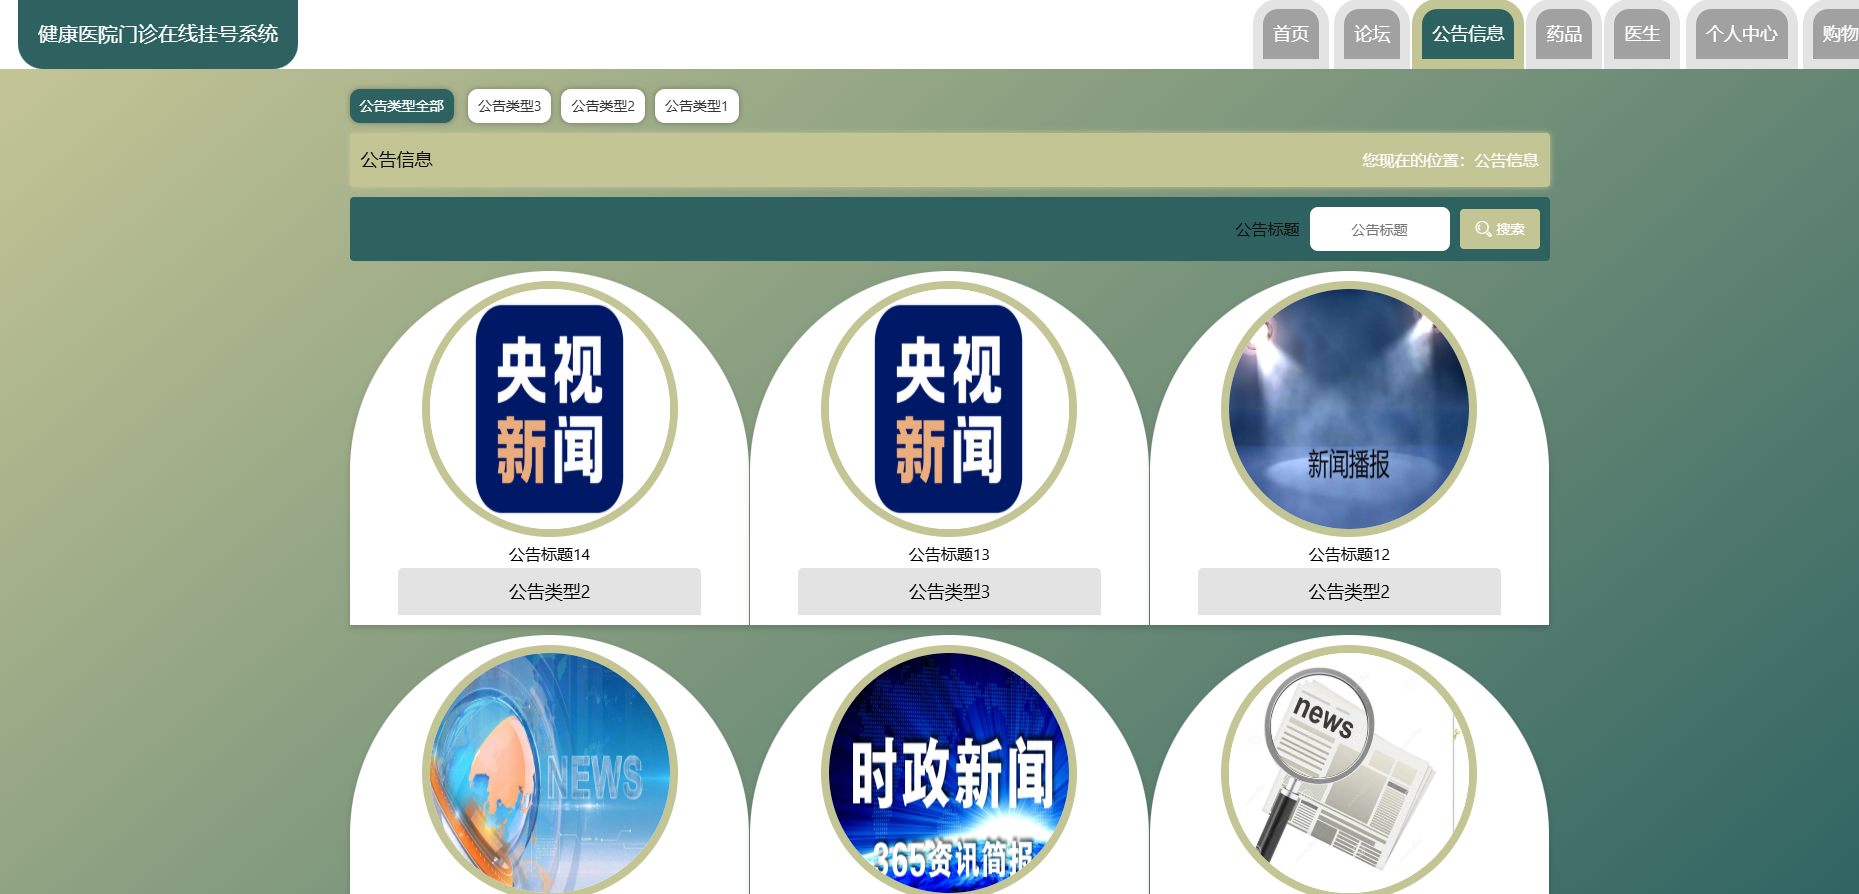 健康医院门诊在线挂号系统
首页
论坛
公告信息
药品
医生
个人中心
购物
公告类型全部
公告类型3
公告类型2
公告类型1
公告信息
您现在的位置：公告信息
公告标题
公告标题
搜索
央视
新闻
央视
新闻
新闻播报
公告标题14
公告标题13
公告标题12
公告类型2
公告类型3
公告类型2
NEWS
时政新闻
365资讯简报
news